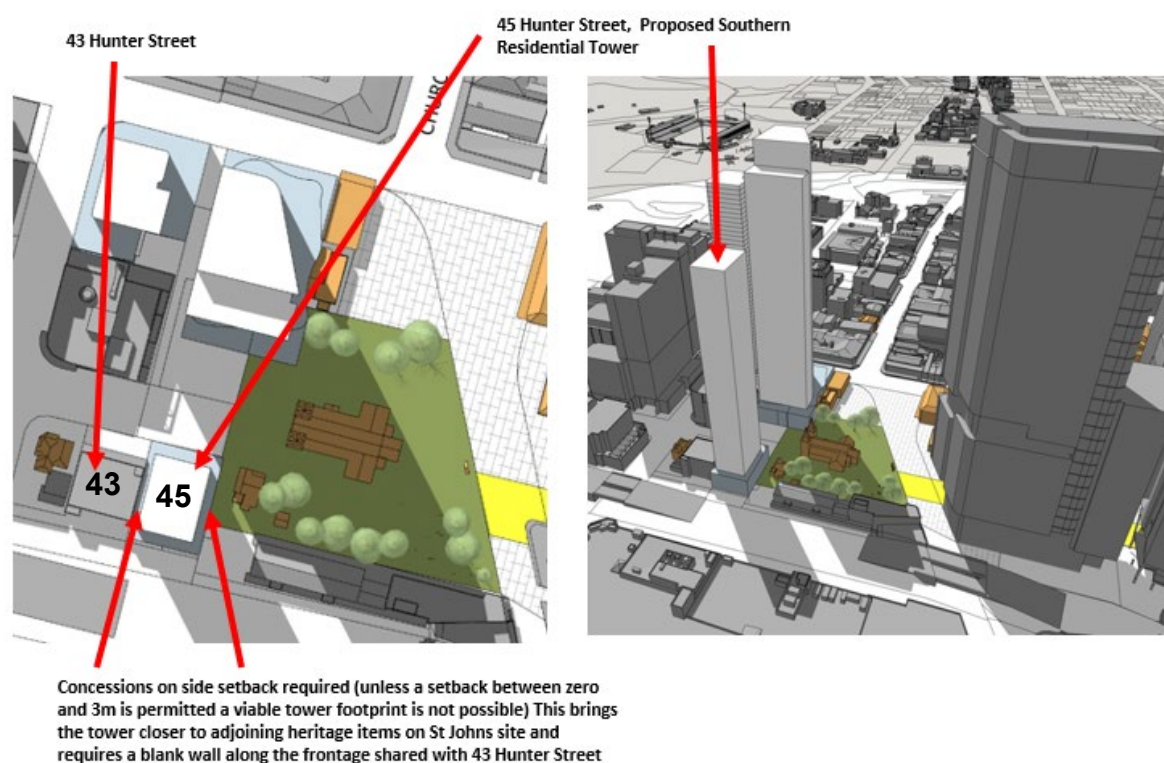 43 Hunter Street
45 Hunter Street, Proposed Southern
Residential Tower
CHURC
43
45
Concessions on side setback required (unless a setback between zero
and 3m is permitted a viable tower footprint is not possible) This brings
the tower closer to adjoining heritage items on St Johns site and
requires a blank wall along the frontage shared with 43 Hunter Street